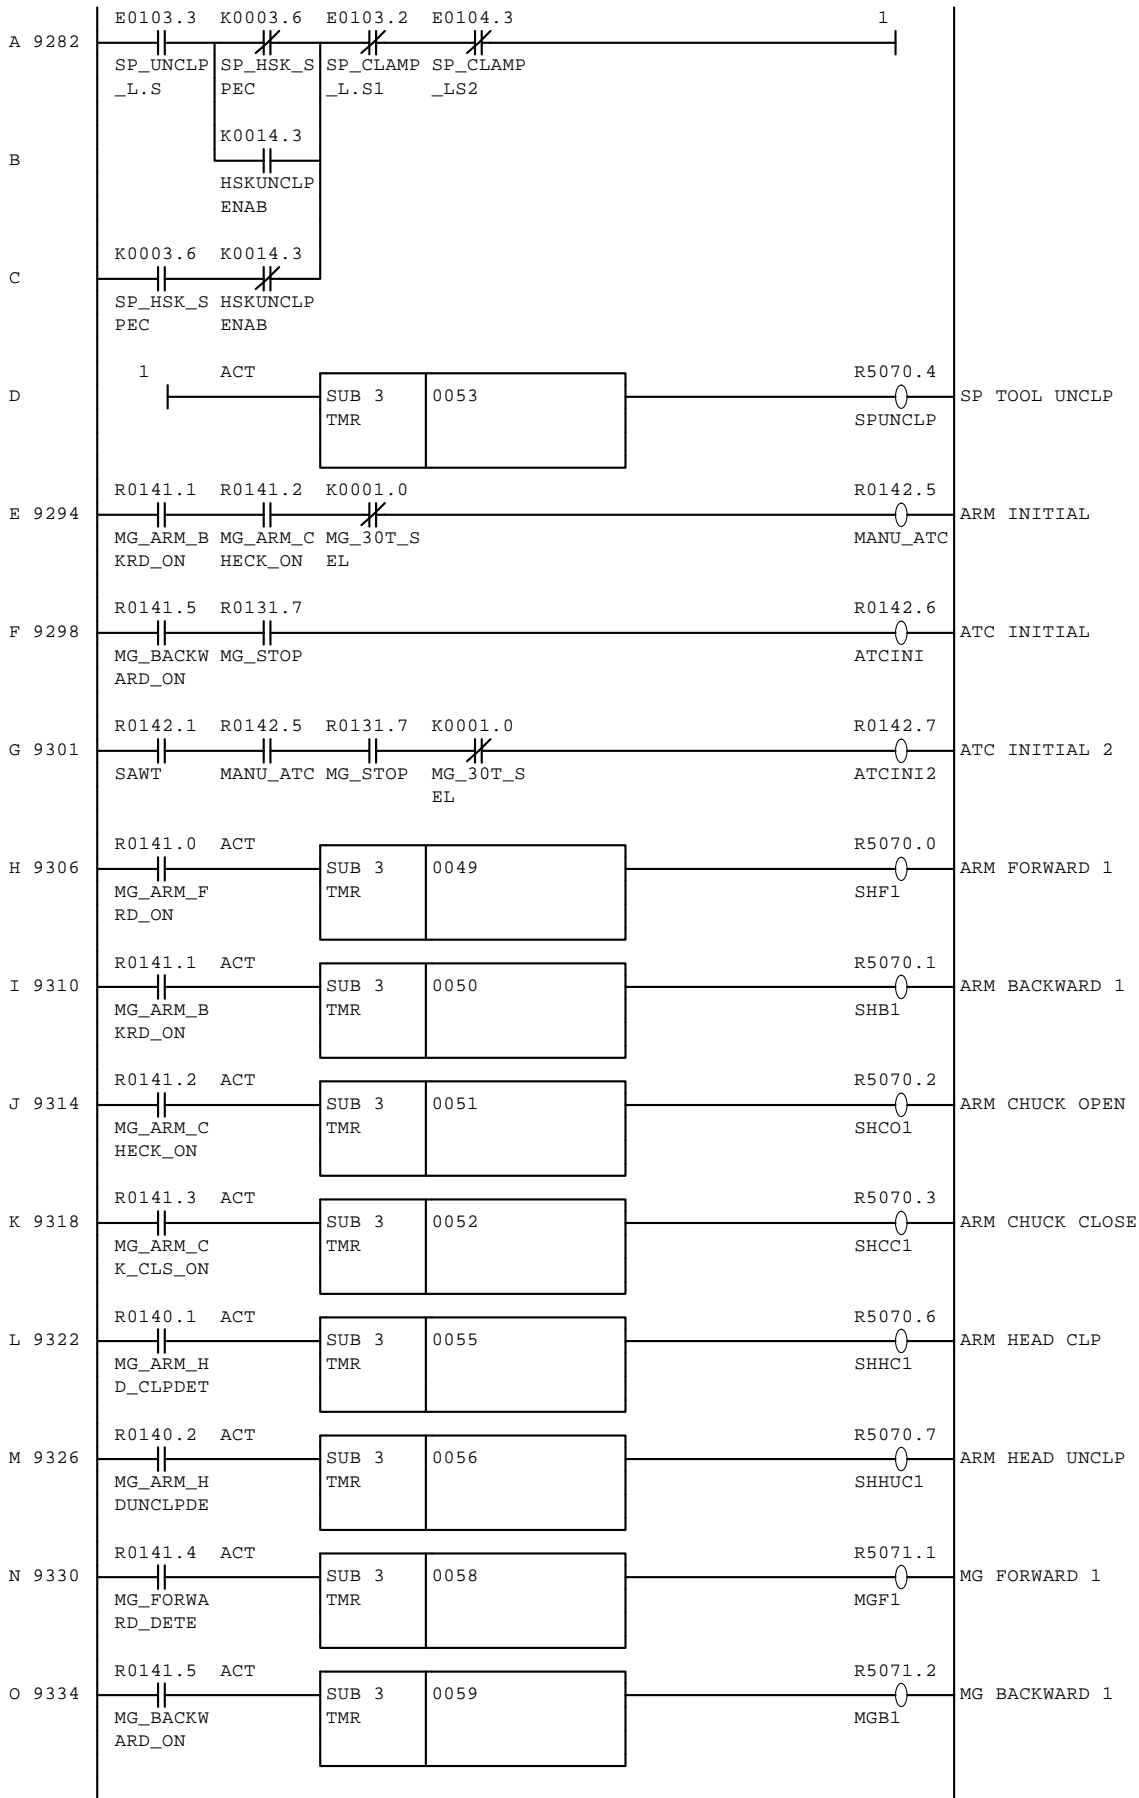 E0103.3 K0003.6 E0103.2 E0104.3 1
A 9282
SP_UNCLP SP_HSK_S SP_CLAMP SP_CLAMP
_L.S PEC _L.S1 _LS2
K0014.3
B
HSKUNCLP
ENAB
K0003.6 K0014.3
C
SP_HSK_S HSKUNCLP
PEC ENAB
1 ACT R5070.4
D SUB 3 0053 SP TOOL UNCLP
TMR SPUNCLP
R0141.1 R0141.2 K0001.0 R0142.5
E 9294 ARM INITIAL
MG_ARM_B MG_ARM_C MG_30T_S MANU_ATC
KRD_ON HECK_ON EL
R0141.5 R0131.7 R0142.6
F 9298 ATC INITIAL
MG_BACKW MG_STOP ATCINI
ARD_ON
R0142.1 R0142.5 R0131.7 K0001.0 R0142.7
G 9301 ATC INITIAL 2
SAWT MANU_ATC MG_STOP MG_30T_S ATCINI2
EL
R0141.0 ACT R5070.0
H 9306 SUB 3 0049 ARM FORWARD 1
MG_ARM_F TMR SHF1
RD_ON
R0141.1 ACT R5070.1
I 9310 SUB 3 0050 ARM BACKWARD 1
MG_ARM_B TMR SHB1
KRD_ON
R0141.2 ACT R5070.2
J 9314 SUB 3 0051 ARM CHUCK OPEN
MG_ARM_C TMR SHCO1
HECK_ON
R0141.3 ACT R5070.3
K 9318 SUB 3 0052 ARM CHUCK CLOSE
MG_ARM_C TMR SHCC1
K_CLS_ON
R0140.1 ACT R5070.6
L 9322 SUB 3 0055 ARM HEAD CLP
MG_ARM_H TMR SHHC1
D_CLPDET
R0140.2 ACT R5070.7
M 9326 SUB 3 0056 ARM HEAD UNCLP
MG_ARM_H TMR SHHUC1
DUNCLPDE
R0141.4 ACT R5071.1
N 9330 SUB 3 0058 MG FORWARD 1
MG_FORWA TMR MGF1
RD_DETE
R0141.5 ACT R5071.2
O 9334 SUB 3 0059 MG BACKWARD 1
MG_BACKW TMR MGB1
ARD_ON